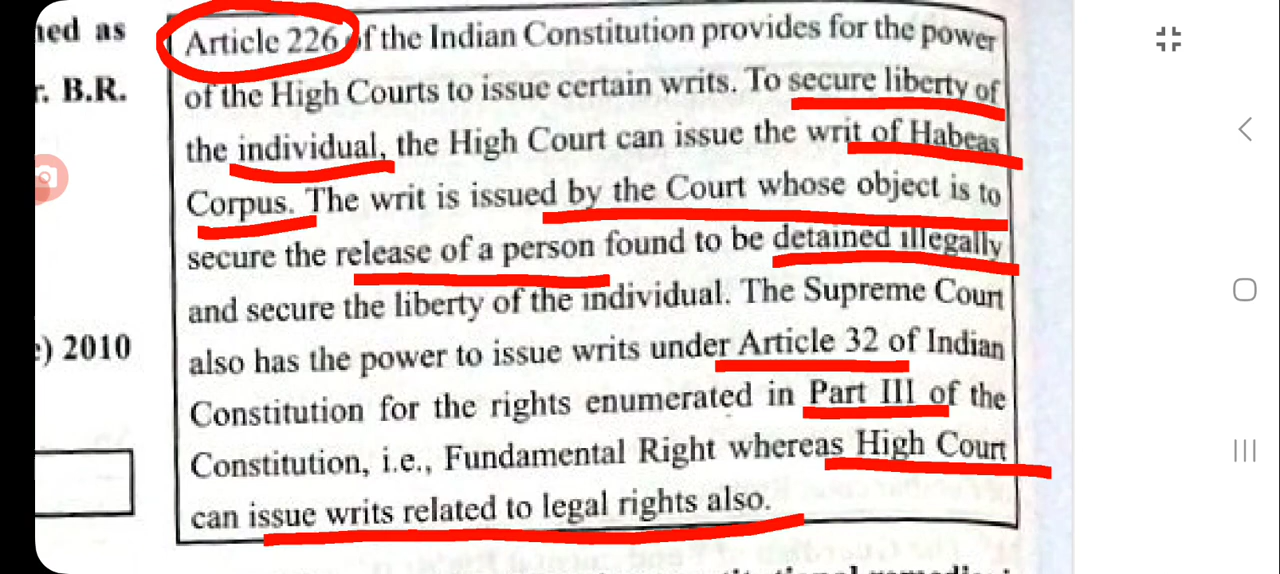 ned as
r. B.R.
) 2010
Article 226 of the Indian Constitution provides for the power
of the High Courts to issue certain writs. To secure liberty of
the individual, the High Court can issue the writ of Habeas
Corpus. The writ is issued by the Court whose object is to
secure the release of a person found to be detained illegally
and secure the liberty of the individual. The Supreme Court
also has the power to issue writs under Article 32 of Indian
Constitution for the rights enumerated in Part III of the
Constitution, i.e., Fundamental Right whereas High Court
can issue writs related to legal rights also.